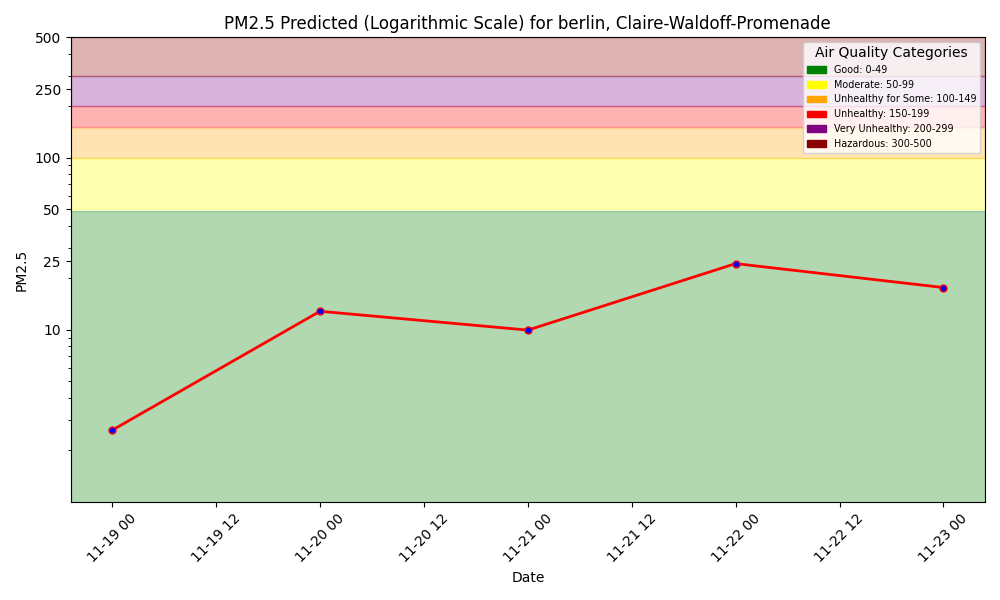 PM2.5 Predicted (Logarithmic Scale) for berlin, Claire-Waldoff-Promenade
Air Quality Categories
Good: 0-49
Moderate: 50-99
Unhealthy for Some: 100-149
Unhealthy: 150-199
Very Unhealthy: 200-299
Hazardous: 300-500
PM2.5
500
250
100
50
25
10
11-19 00
11-19 12
11-20 00
11-20 12
11-21 00
11-21 12
11-22 00
11-22 12
11-23 00
Date